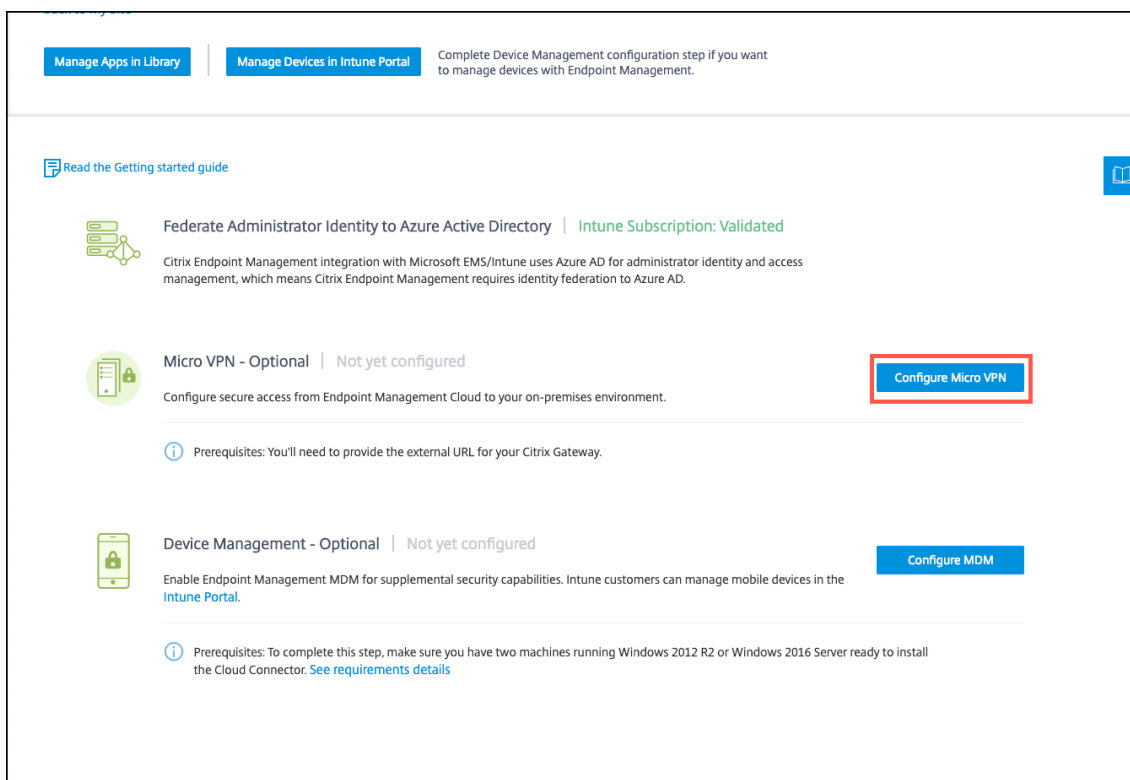 Manage Apps in Library
Manage Devices in Intune Portal
Complete Device Management configuration step if you want
to manage devices with Endpoint Management.
Read the Getting started guide
Federate Administrator Identity to Azure Active Directory | Intune Subscription: Validated
Citrix Endpoint Management integration with Microsoft EMS/Intune uses Azure AD for administrator identity and access
management, which means Citrix Endpoint Management requires identity federation to Azure AD.
Micro VPN - Optional | Not yet configured
Configure Micro VPN
Configure secure access from Endpoint Management Cloud to your on-premises environment.
Prerequisites: You'll need to provide the external URL for your Citrix Gateway.
Device Management - Optional | Not yet configured
Configure MDM
Enable Endpoint Management MDM for supplemental security capabilities. Intune customers can manage mobile devices in the
Intune Portal.
Prerequisites: To complete this step, make sure you have two machines running Windows 2012 R2 or Windows 2016 Server ready to install
the Cloud Connector. See requirements details